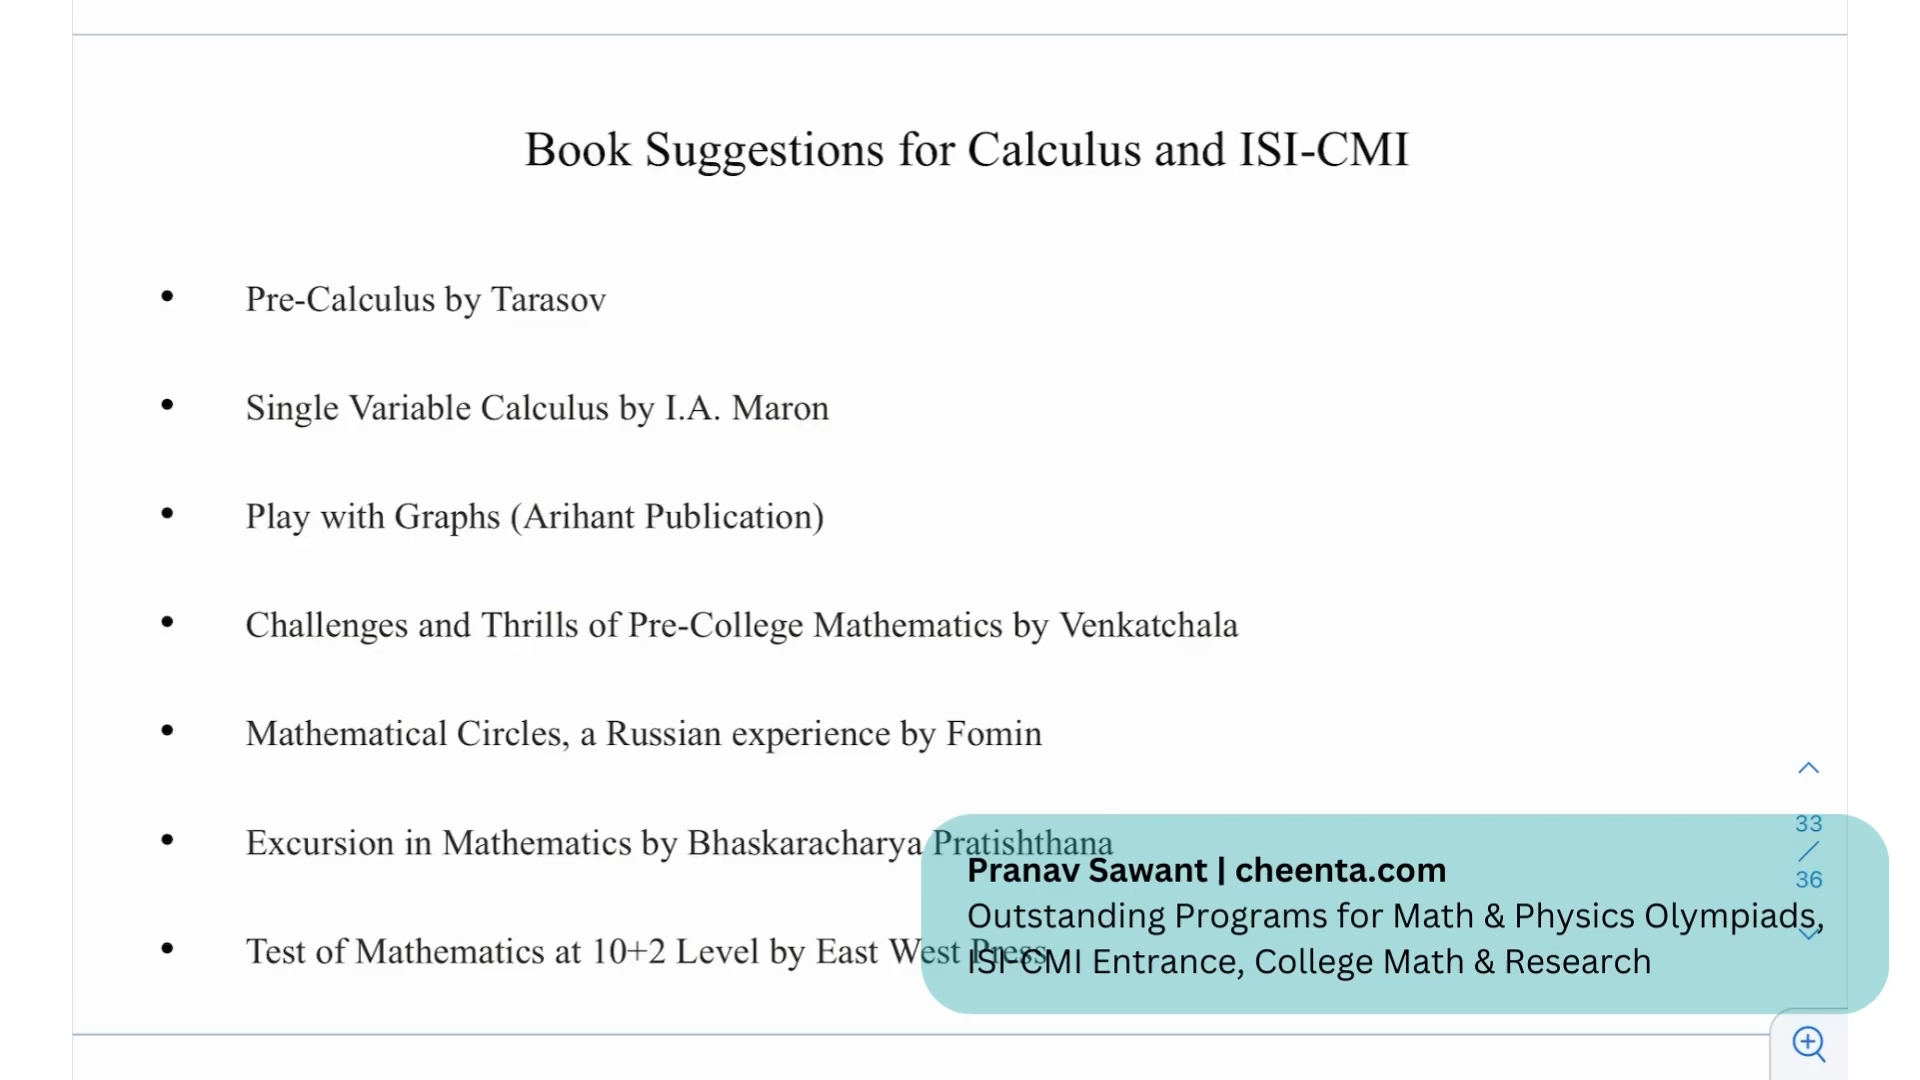 Book Suggestions for Calculus and ISI-CMI
• Pre-Calculus by Tarasov
• Single Variable Calculus by I.A. Maron
• Play with Graphs (Arihant Publication)
• Challenges and Thrills of Pre-College Mathematics by Venkatchala
• Mathematical Circles, a Russian experience by Fomin
• Excursion in Mathematics by Bhaskaracharya Pratishthana
• Test of Mathematics at 10+2 Level by East West Press
Pranav Sawant | cheenta.com
Outstanding Programs for Math & Physics Olympiads,
ISI-CMI Entrance, College Math & Research
33
/
36